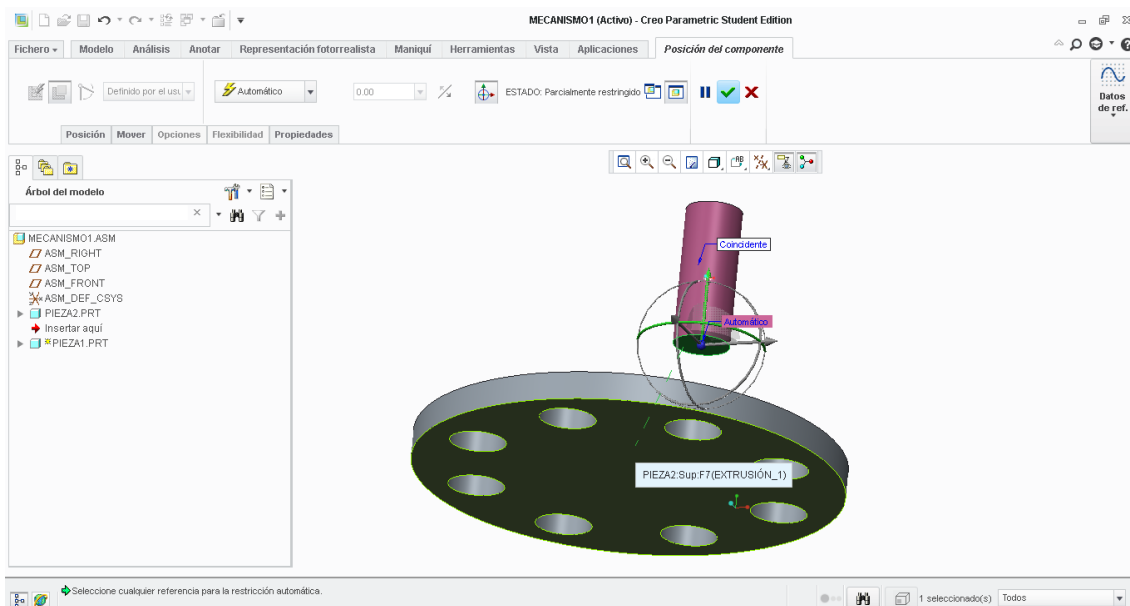 MECANISMO1 (Activo) - Creo Parametric Student Edition
Fichero Modelo Análisis Anotar Representación fotorrealista Maniquí Herramientas Vista Aplicaciones Posición del componente
Definido por el usu Automático 0.00 ESTADO: Parcialmente restringido
Datos
de ref.
Posición Mover Opciones Flexibilidad Propiedades
Árbol del modelo
MECANISMO1.ASM
ASM_RIGHT
ASM_TOP
ASM_FRONT
ASM_DEF_CSYS
PIEZA2.PRT
Insertar aquí
PIEZA1.PRT
Coincidente
Automático
PIEZA2:Sup:F7(EXTRUSIÓN_1)
Seleccione cualquier referencia para la restricción automática.
1 seleccionado(s) Todos